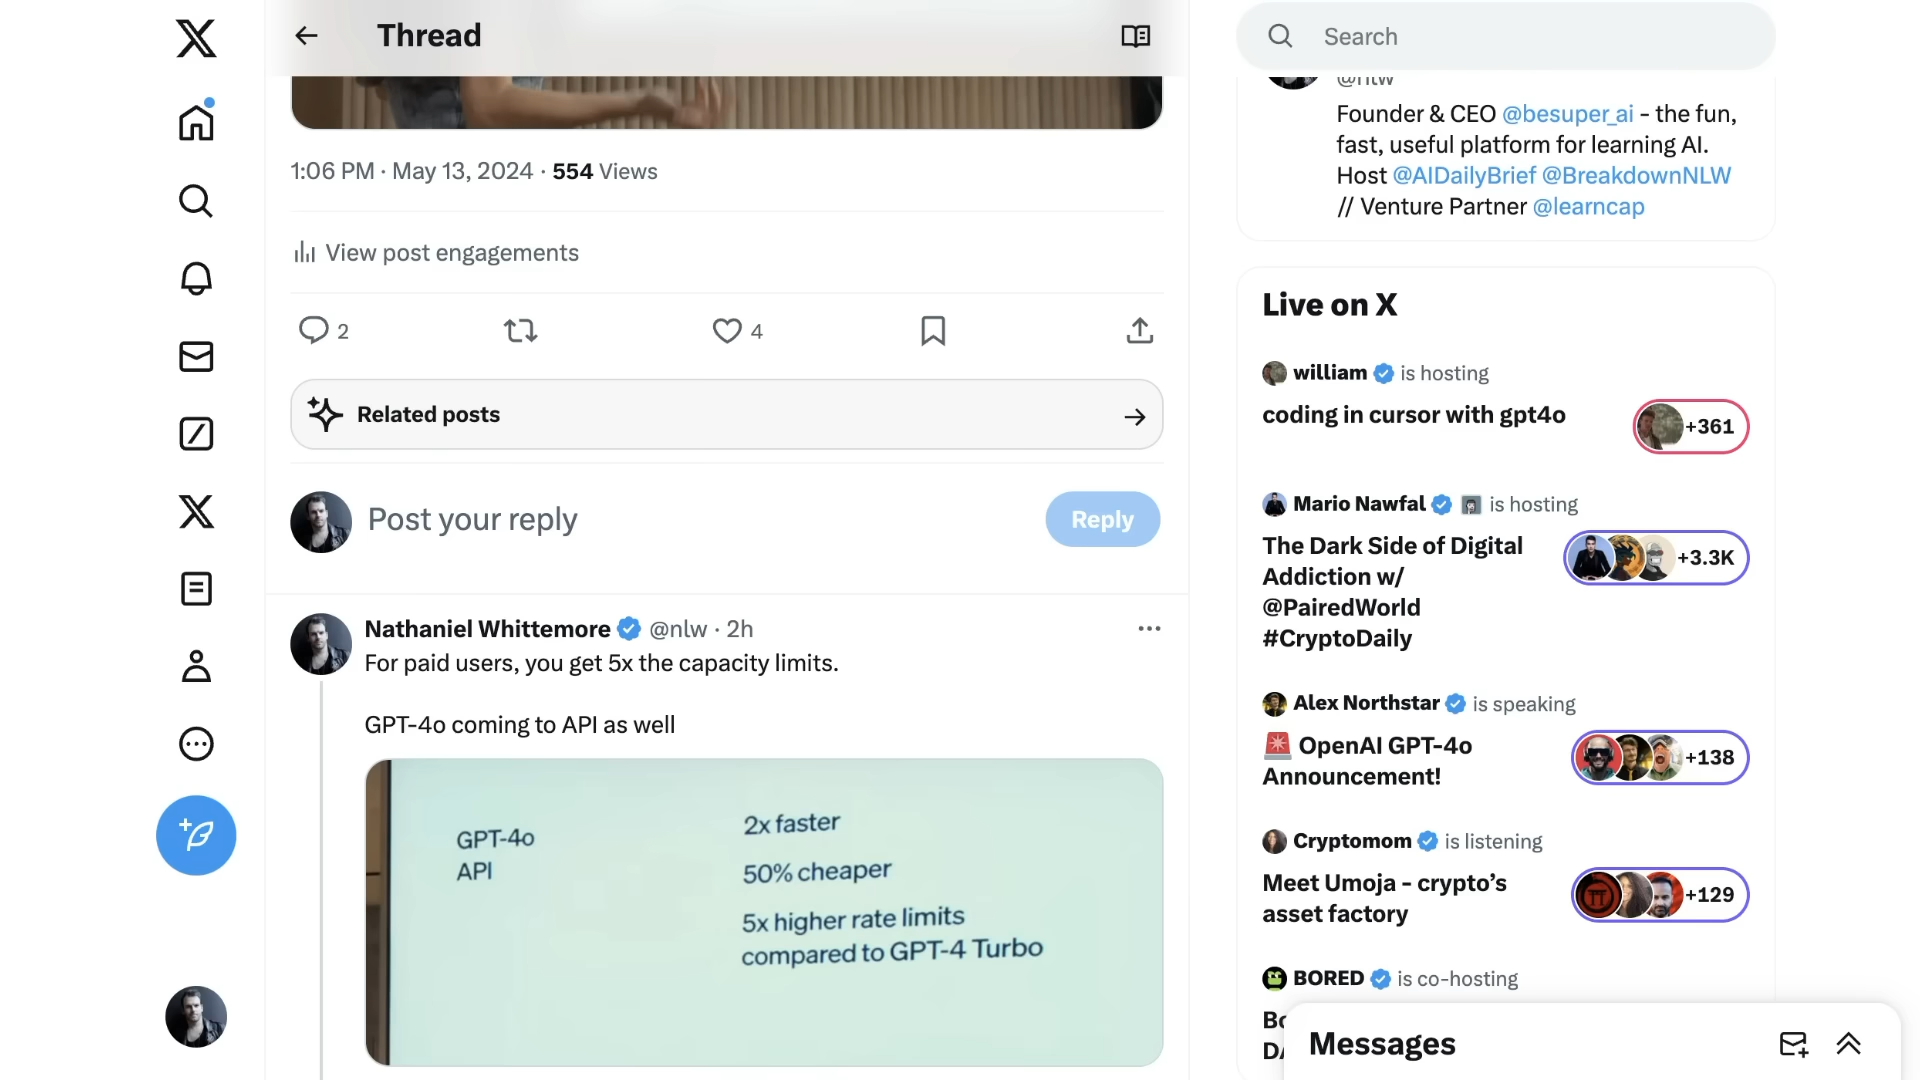 Thread
1:06 PM · May 13, 2024 · 554 Views
View post engagements
2
4
Related posts
Post your reply
Reply
Nathaniel Whittemore @nlw · 2h
For paid users, you get 5x the capacity limits.
GPT-4o coming to API as well
GPT-4o
API
2x faster
50% cheaper
5x higher rate limits
compared to GPT-4 Turbo
Search
@nlw
Founder & CEO @besuper_ai - the fun,
fast, useful platform for learning AI.
Host @AIDailyBrief @BreakdownNLW
// Venture Partner @learncap
Live on X
william is hosting
coding in cursor with gpt4o
+361
Mario Nawfal is hosting
The Dark Side of Digital
Addiction w/
@PairedWorld
#CryptoDaily
+3.3K
Alex Northstar is speaking
🚨 OpenAI GPT-4o
Announcement!
+138
Cryptomom is listening
Meet Umoja - crypto’s
asset factory
+129
BORED is co-hosting
Messages